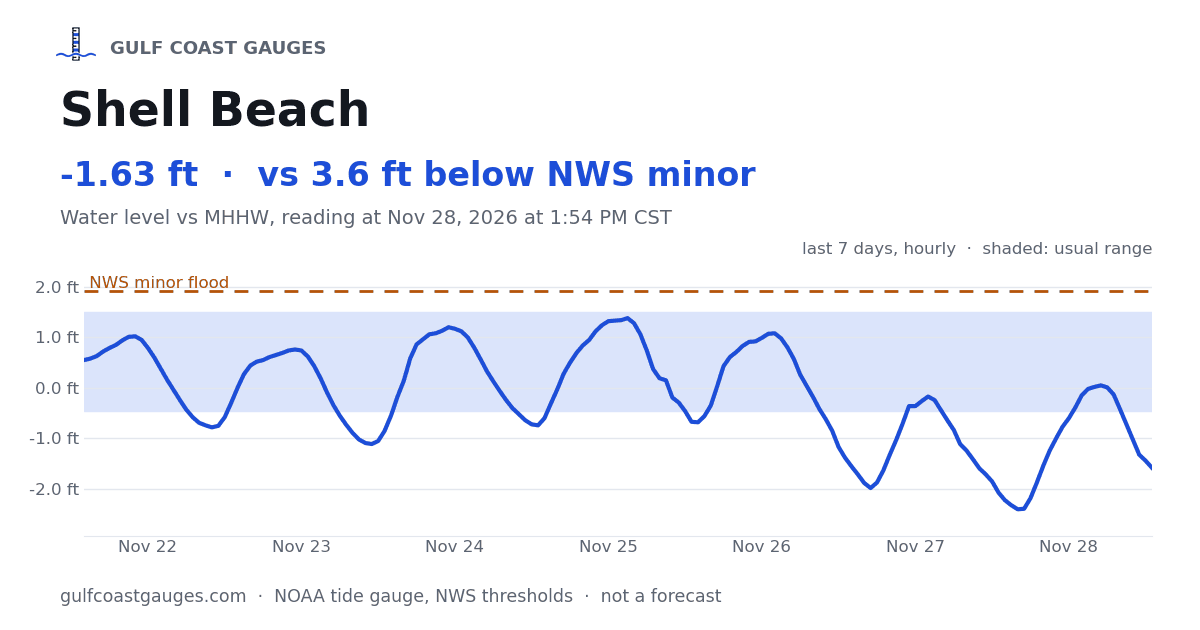 GULF COAST GAUGES
Shell Beach
-1.63 ft · vs 3.6 ft below NWS minor
Water level vs MHHW, reading at Nov 28, 2026 at 1:54 PM CST
last 7 days, hourly · shaded: usual range
NWS minor flood
2.0 ft
1.0 ft
0.0 ft
-1.0 ft
-2.0 ft
Nov 22 Nov 23 Nov 24 Nov 25 Nov 26 Nov 27 Nov 28
gulfcoastgauges.com · NOAA tide gauge, NWS thresholds · not a forecast